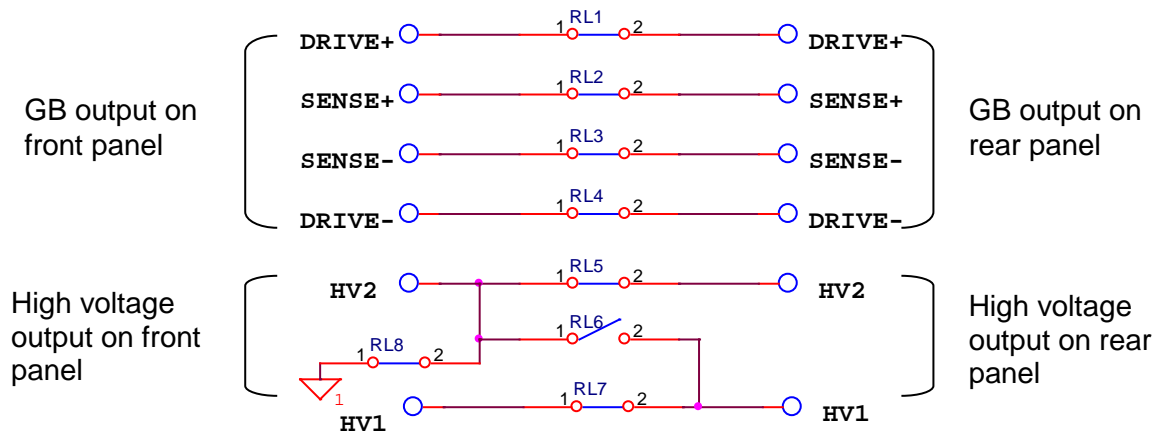 RL1
DRIVE+ 1 2 DRIVE+
RL2
SENSE+ 1 2 SENSE+
GB output on
front panel
GB output on
rear panel
RL3
SENSE- 1 2 SENSE-
RL4
DRIVE- 1 2 DRIVE-
RL5
HV2 1 2 HV2
High voltage
output on front
panel
High voltage
output on rear
panel
RL6
1 2
RL8
1 2
1
RL7
HV1 1 2 HV1